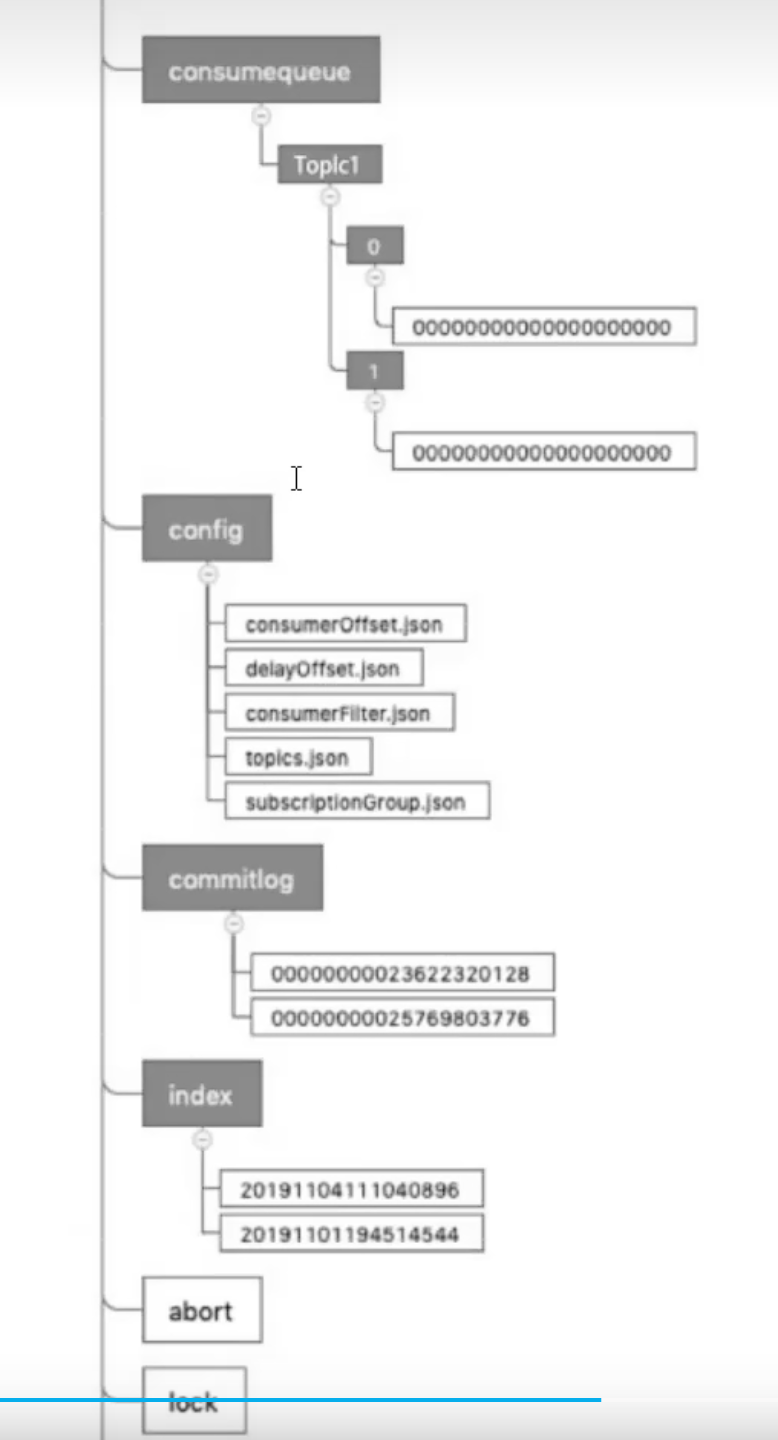 consumequeue
TopIc1
0
00000000000000000000
1
00000000000000000000
config
consumerOffset.json
delayOffset.json
consumerFilter.json
topics.json
subscriptionGroup.json
commitlog
00000000023622320128
00000000025769803776
index
20191104111040896
20191101194514544
abort
lock